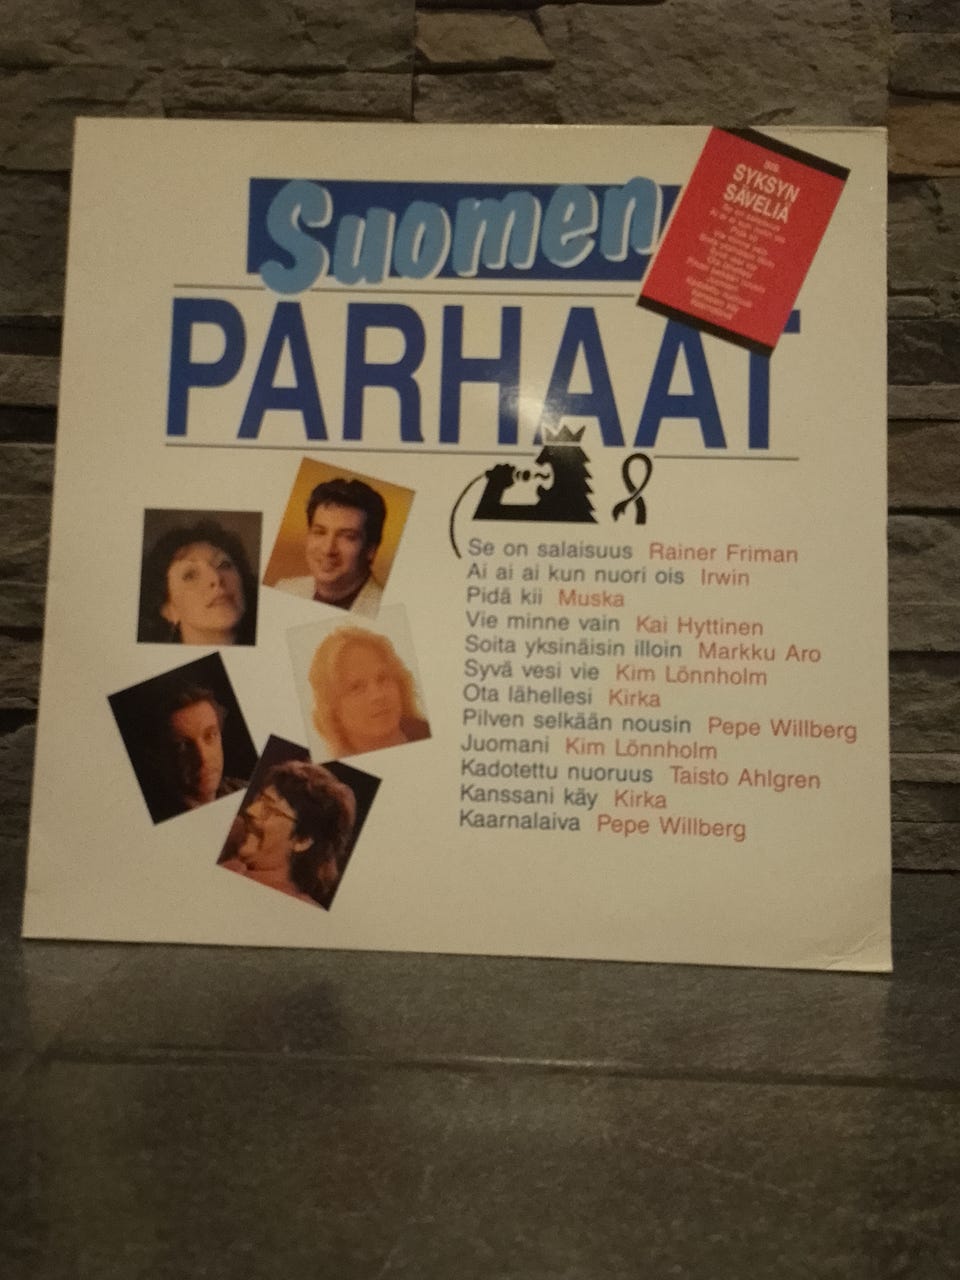 Suomen
PARHAAT
SYKSYN
SÄVELIÄ
Se on salaisuus Rainer Friman
Ai ai ai kun nuori ois Irwin
Pidä kii Muska
Vie minne vain Kai Hyttinen
Soita yksinäisin illoin Markku Aro
Syvä vesi vie Kim Lönnholm
Ota lähellesi Kirka
Pilven selkään nousin Pepe Willberg
Juomani Kim Lönnholm
Kadotettu nuoruus Taisto Ahlgren
Kanssani käy Kirka
Kaarnalaiva Pepe Willberg